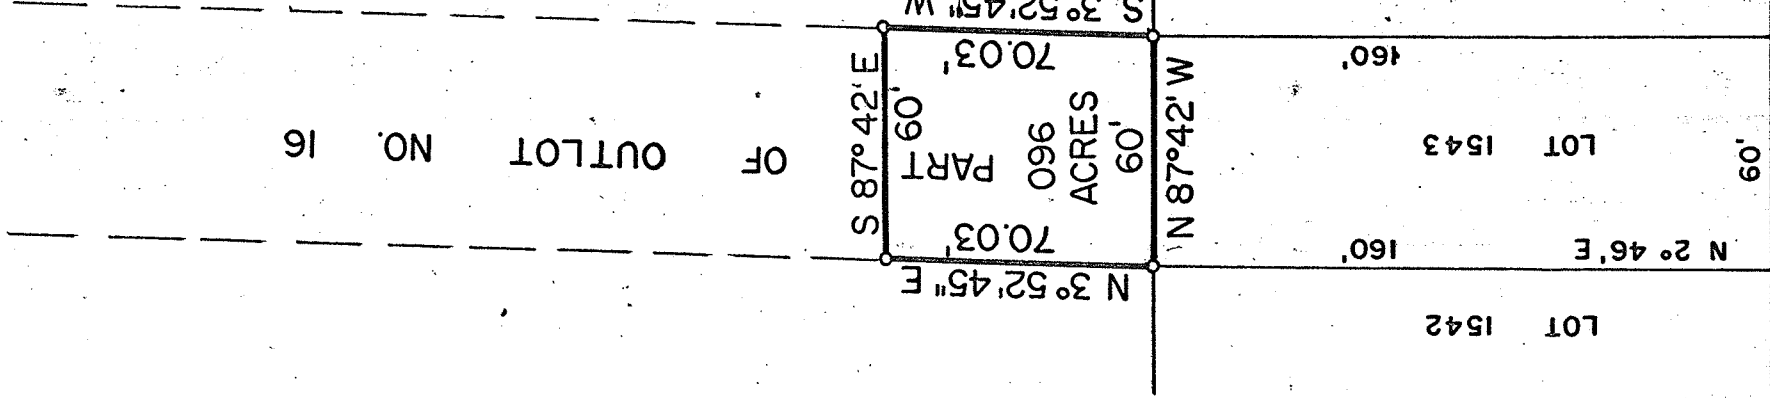 LOT 1542
N 2° 46' E
160'
N 3° 52' 45" E
70.03'
60'
LOT 1543
N 87° 42' W
60'
096
ACRES
PART
60'
S 87° 42' E
OF OUTLOT NO. 16
160'
70.03'
S 3° 52' 45" W